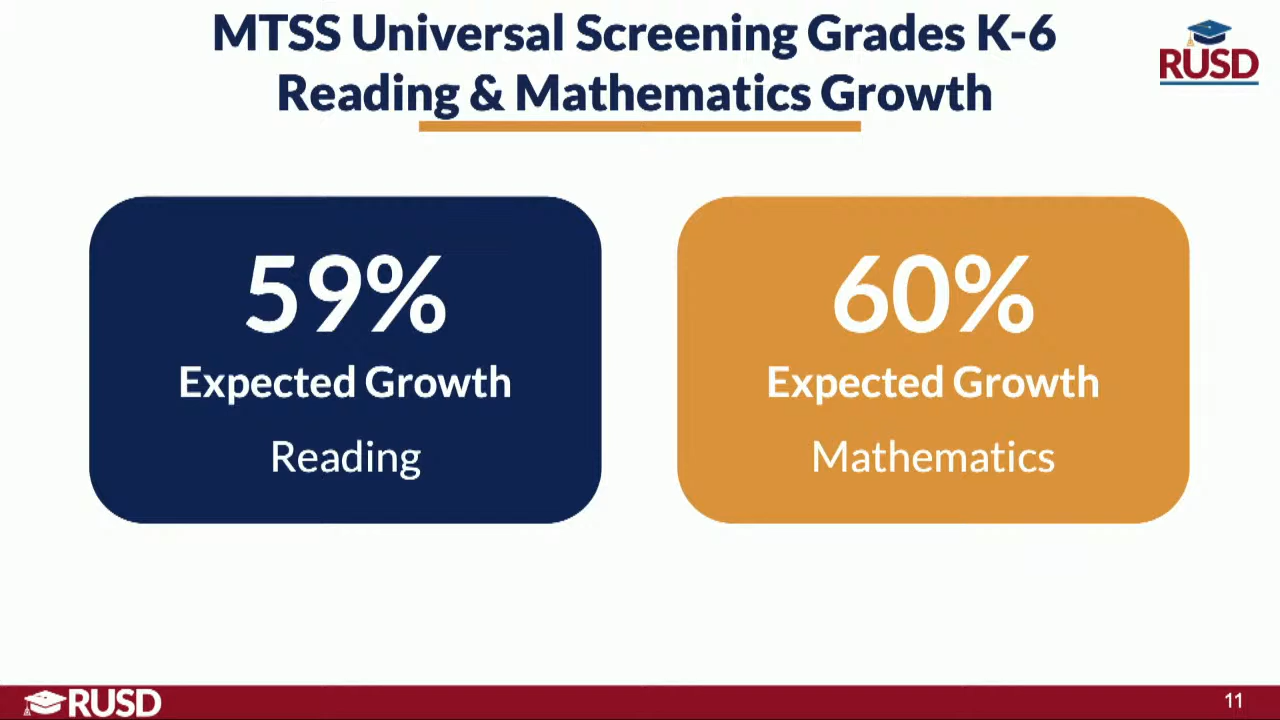 MTSS Universal Screening Grades K-6
Reading & Mathematics Growth
RUSD
59%
Expected Growth
Reading
60%
Expected Growth
Mathematics
RUSD
11